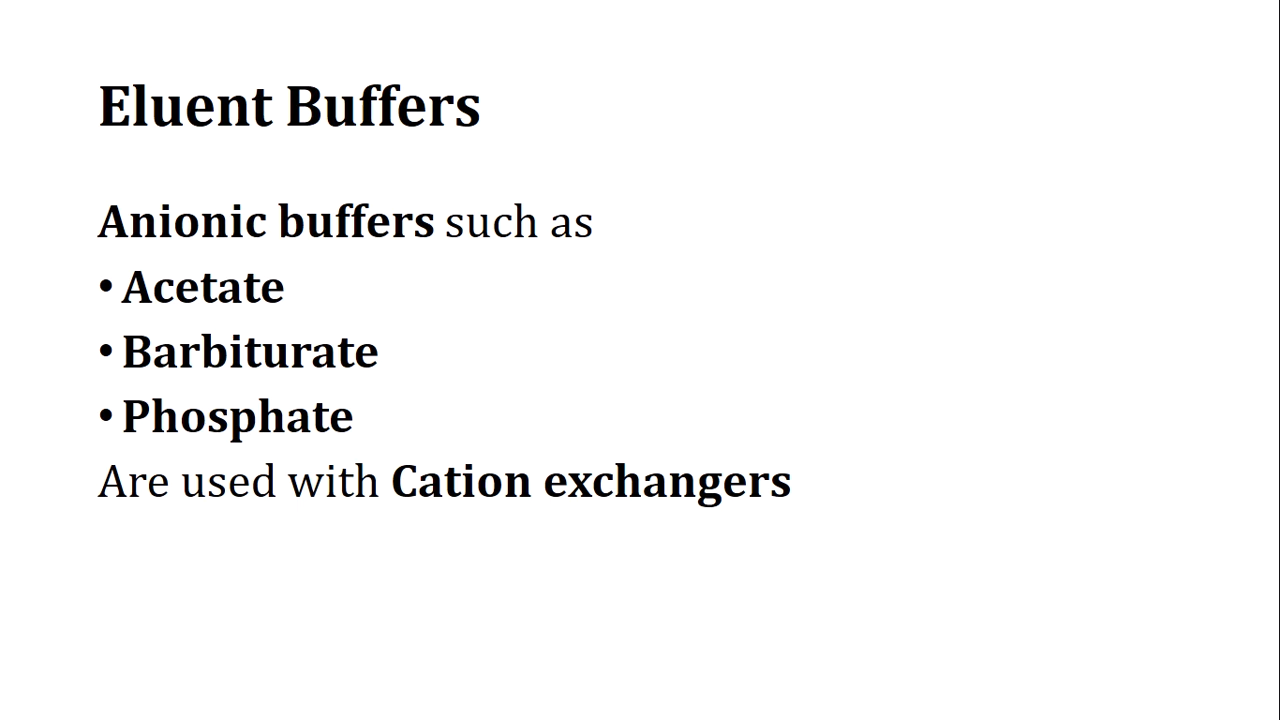 Eluent Buffers
Anionic buffers such as
• Acetate
• Barbiturate
• Phosphate
Are used with Cation exchangers